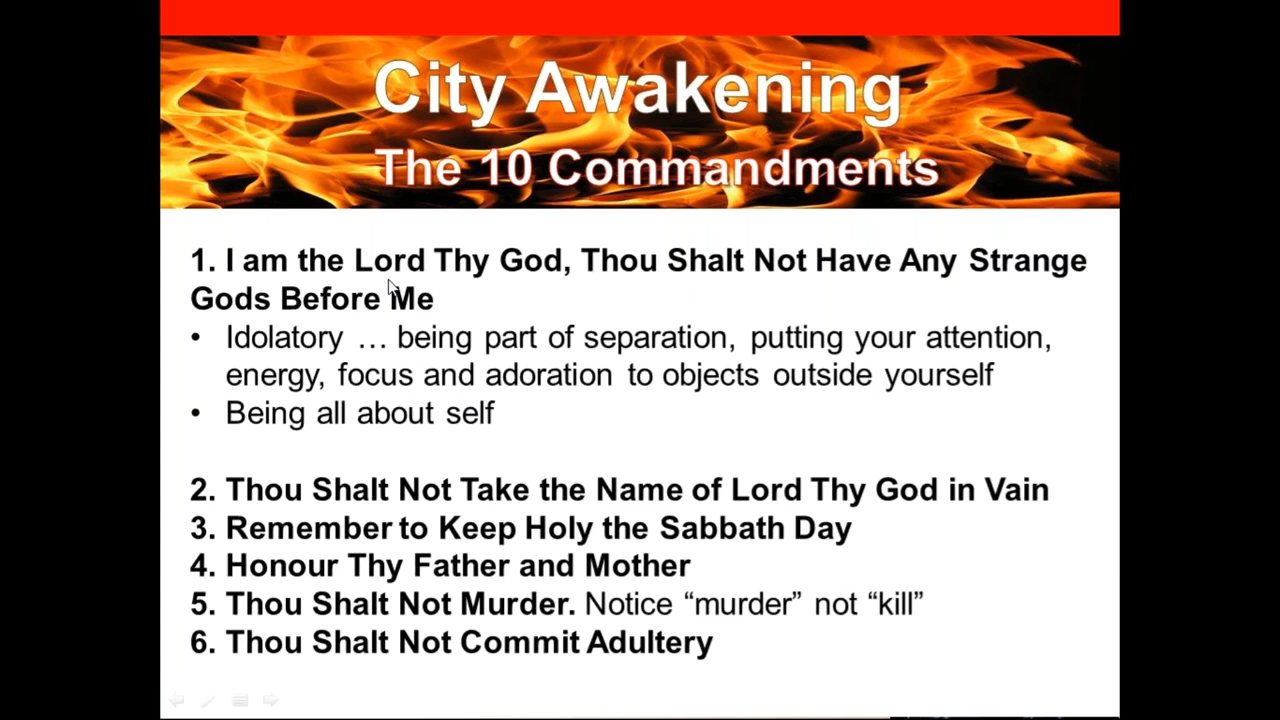 City Awakening
The 10 Commandments
1. I am the Lord Thy God, Thou Shalt Not Have Any Strange
Gods Before Me
• Idolatory … being part of separation, putting your attention,
energy, focus and adoration to objects outside yourself
• Being all about self
2. Thou Shalt Not Take the Name of Lord Thy God in Vain
3. Remember to Keep Holy the Sabbath Day
4. Honour Thy Father and Mother
5. Thou Shalt Not Murder. Notice “murder” not “kill”
6. Thou Shalt Not Commit Adultery